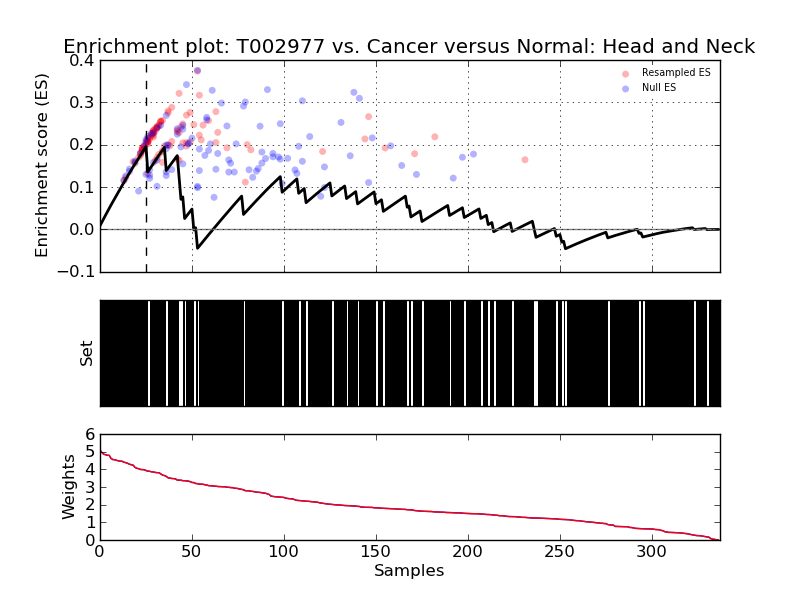 Enrichment plot: T002977 vs. Cancer versus Normal: Head and Neck
Enrichment score (ES)
0.4
0.3
0.2
0.1
0.0
−0.1
Resampled ES
Null ES
Set
Weights
6
5
4
3
2
1
0
0 50 100 150 200 250 300
Samples